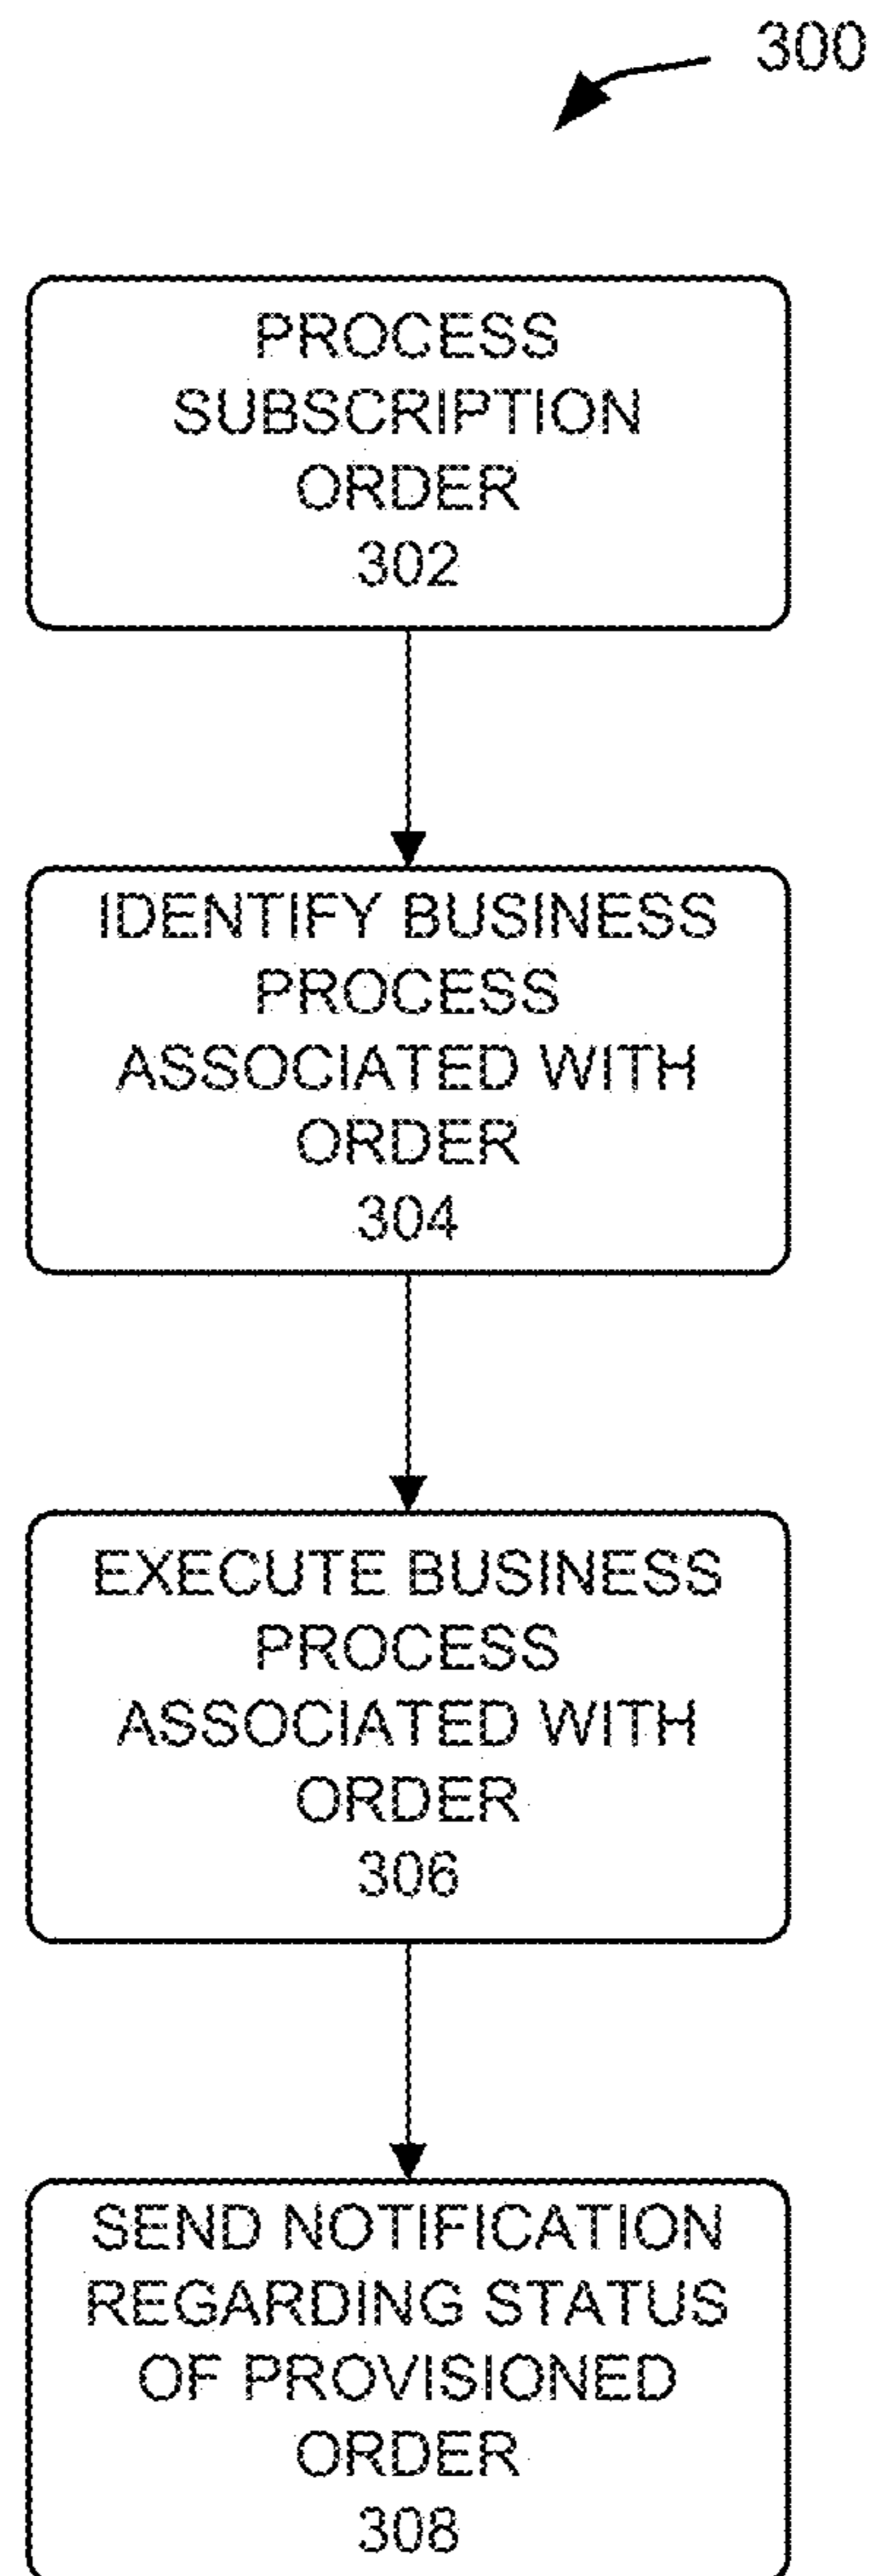 300
PROCESS
SUBSCRIPTION
ORDER
302
IDENTIFY BUSINESS
PROCESS
ASSOCIATED WITH
ORDER
304
EXECUTE BUSINESS
PROCESS
ASSOCIATED WITH
ORDER
306
SEND NOTIFICATION
REGARDING STATUS
OF PROVISIONED
ORDER
308